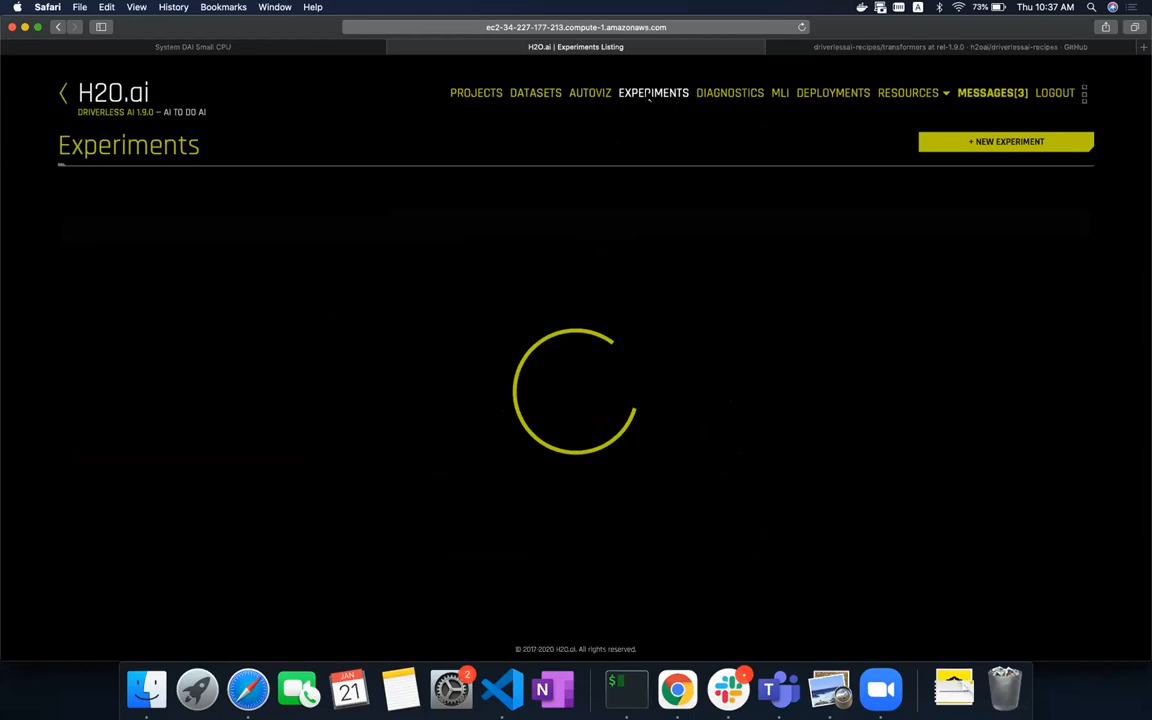 Safari File Edit View History Bookmarks Window Help
A 73% Thu 10:37 AM
ec2-34-227-177-213.compute-1.amazonaws.com
System DAI Small CPU
H2O.ai | Experiments Listing
driverlessai-recipes/transformers at rel-1.9.0 · h2oai/driverlessai-recipes · GitHub
H2O.ai
DRIVERLESS AI 1.9.0 — AI TO DO AI
PROJECTS DATASETS AUTOVIZ EXPERIMENTS DIAGNOSTICS MLI DEPLOYMENTS RESOURCES MESSAGES[3] LOGOUT
Experiments
+ NEW EXPERIMENT
© 2017-2020 H2O.ai. All rights reserved.
JAN
21
2
$
N
T